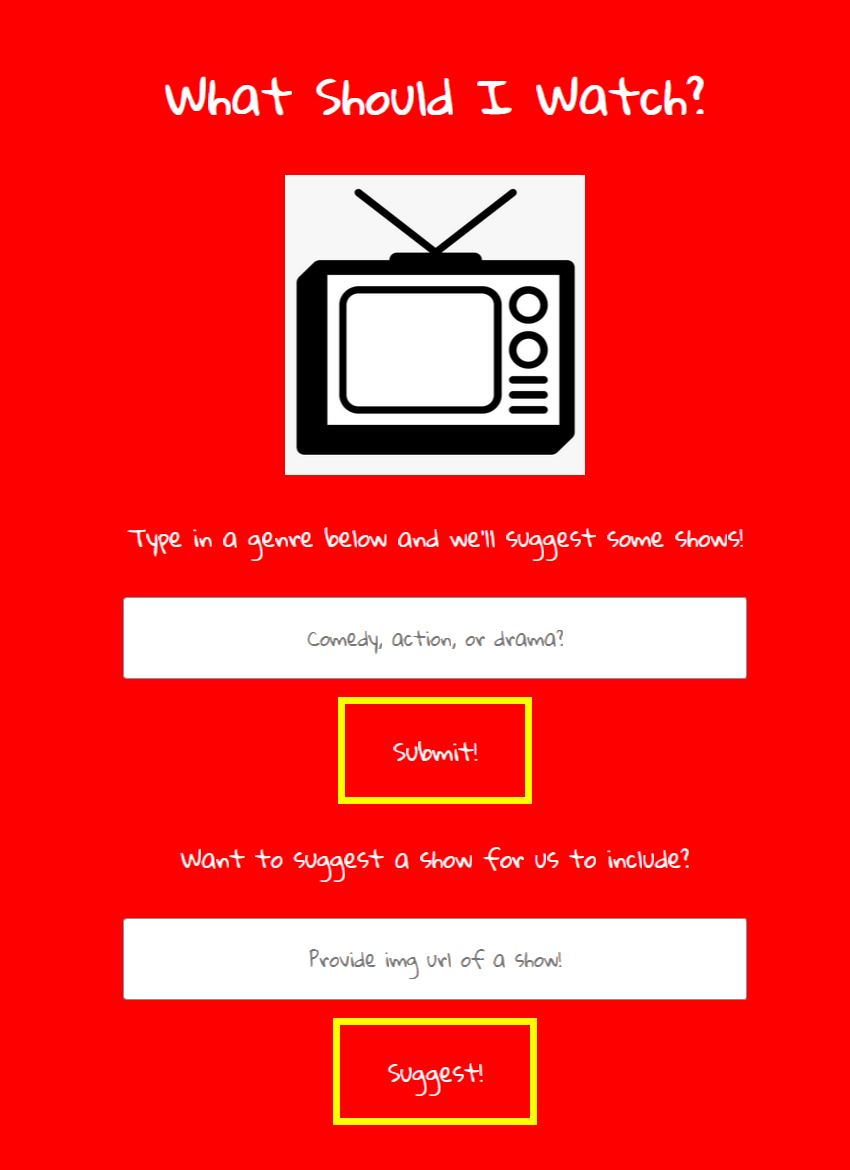 What Should I Watch?
Type in a genre below and we'll suggest some shows!
Comedy, action, or drama?
Submit!
Want to suggest a show for us to include?
Provide img url of a show!
Suggest!